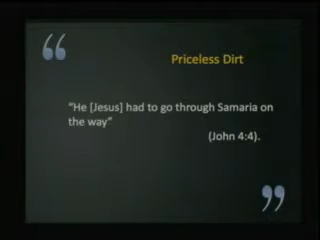 Priceless Dirt
“He [Jesus] had to go through Samaria on
the way”
(John 4:4).